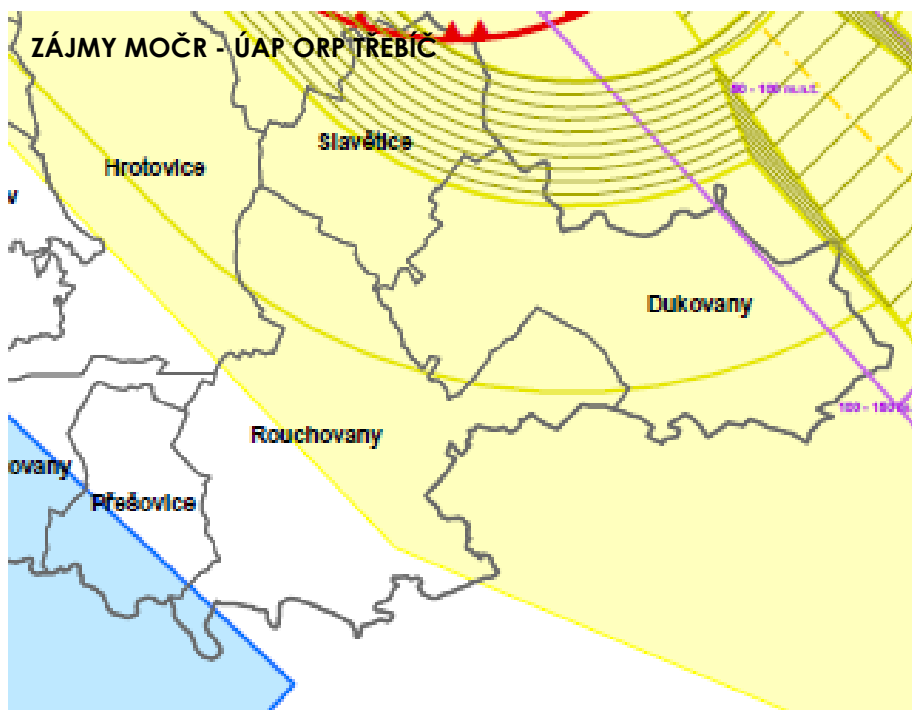 ZÁJMY MOČR - ÚAP ORP TŘEBÍČ
Slavětice
Hrotovice
v
Dukovany
Rouchovany
ovany
Přešovice